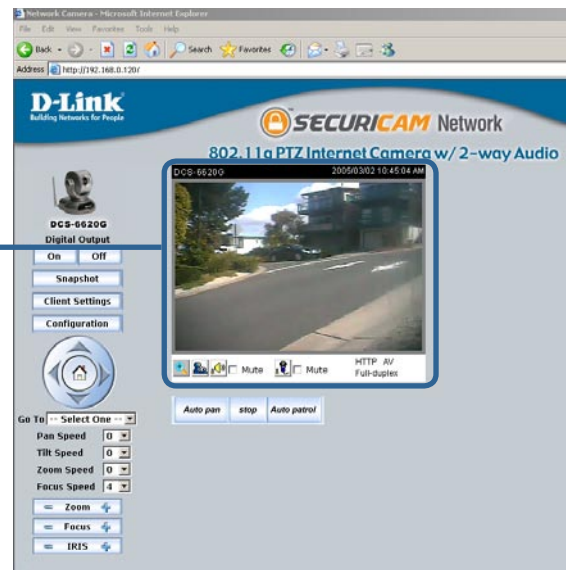 Network Camera - Microsoft Internet Explorer
File Edit View Favorites Tools Help
Back Search Favorites
Address http://192.168.0.120/
D-Link
Building Networks for People
SECURICAM Network
802.11g PTZ Internet Camera w/ 2-way Audio
DCS-6620G 2005/03/02 10:45:04 AM
DCS-6620G
Digital Output
On Off
Snapshot
Client Settings
Configuration
Mute Mute HTTP AV
Full-duplex
Auto pan stop Auto patrol
Go To -- Select One --
Pan Speed 0
Tilt Speed 0
Zoom Speed 0
Focus Speed 4
Zoom
Focus
IRIS